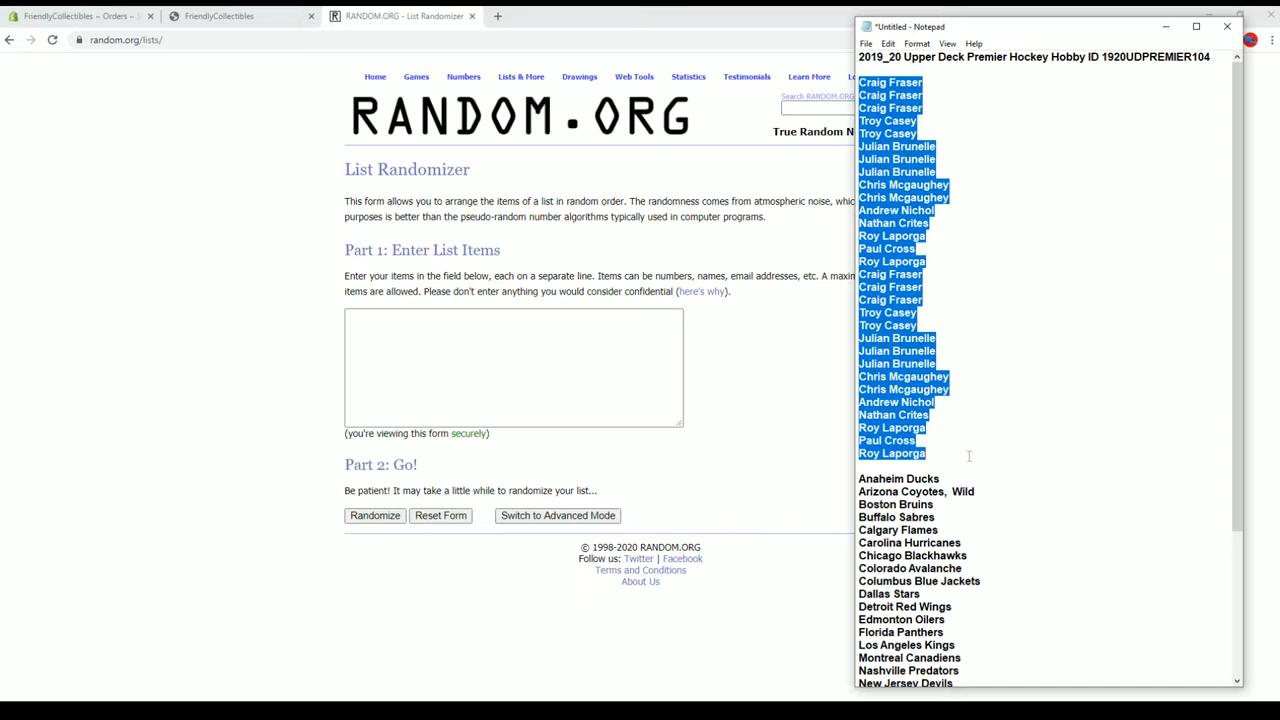 FriendlyCollectibles ~ Orders ~ S
FriendlyCollectibles
RANDOM.ORG - List Randomizer
random.org/lists/
Home
Games
Numbers
Lists & More
Drawings
Web Tools
Statistics
Testimonials
Learn More
RANDOM.ORG
Search RANDOM.ORG
True Random N
List Randomizer
This form allows you to arrange the items of a list in random order. The randomness comes from atmospheric noise,
purposes is better than the pseudo-random number algorithms typically used in computer programs.
Part 1: Enter List Items
Enter your items in the field below, each on a separate line. Items can be numbers, names, email addresses, etc. A
items are allowed. Please don't enter anything you would consider confidential (here's why).
(you're viewing this form securely)
Part 2: Go!
Be patient! It may take a little while to randomize your list...
Randomize
Reset Form
Switch to Advanced Mode
© 1998-2020 RANDOM.ORG
Follow us: Twitter | Facebook
Terms and Conditions
About Us
*Untitled - Notepad
File Edit Format View Help
2019_20 Upper Deck Premier Hockey Hobby ID 1920UDPREMIER104
Craig Fraser
Craig Fraser
Craig Fraser
Troy Casey
Troy Casey
Julian Brunelle
Julian Brunelle
Julian Brunelle
Chris Mcgaughey
Chris Mcgaughey
Andrew Nichol
Nathan Crites
Roy Laporga
Paul Cross
Roy Laporga
Craig Fraser
Craig Fraser
Craig Fraser
Troy Casey
Troy Casey
Julian Brunelle
Julian Brunelle
Julian Brunelle
Chris Mcgaughey
Chris Mcgaughey
Andrew Nichol
Nathan Crites
Roy Laporga
Paul Cross
Roy Laporga
Anaheim Ducks
Arizona Coyotes, Wild
Boston Bruins
Buffalo Sabres
Calgary Flames
Carolina Hurricanes
Chicago Blackhawks
Colorado Avalanche
Columbus Blue Jackets
Dallas Stars
Detroit Red Wings
Edmonton Oilers
Florida Panthers
Los Angeles Kings
Montreal Canadiens
Nashville Predators
New Jersey Devils